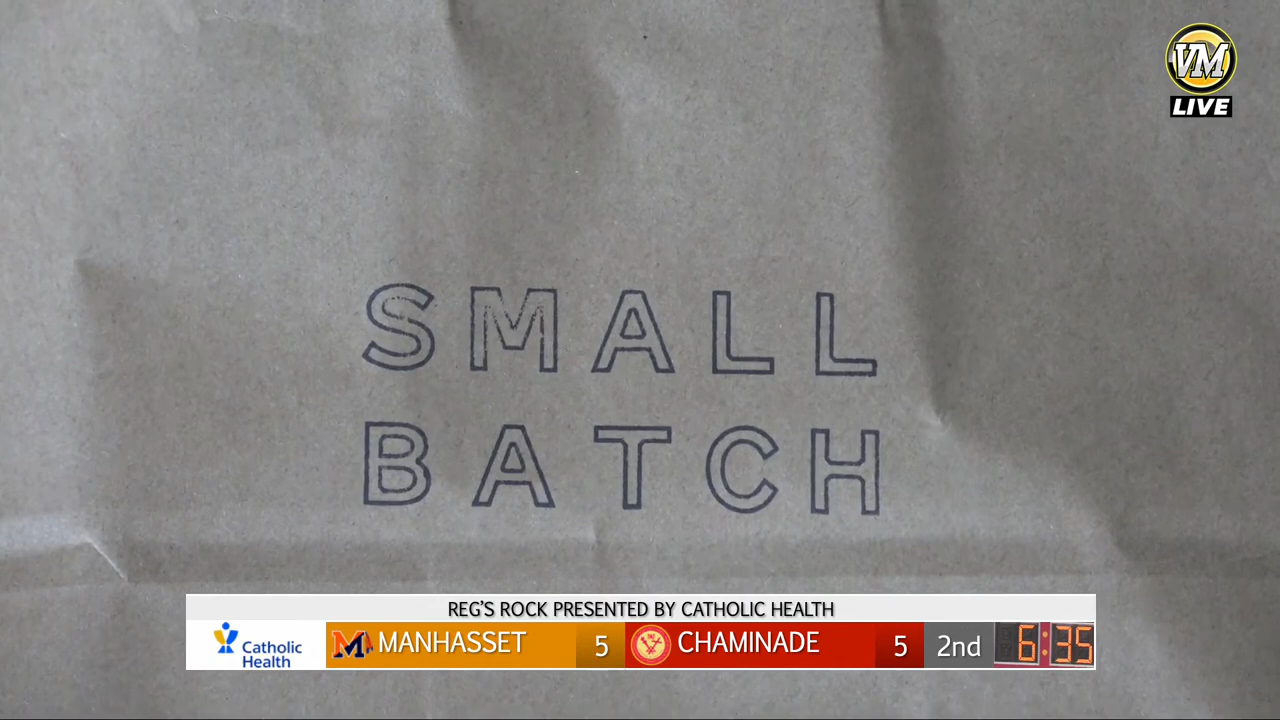 VM
LIVE
SMALL
BATCH
REG'S ROCK PRESENTED BY CATHOLIC HEALTH
Catholic Health M MANHASSET 5 CHAMINADE 5 2nd 6:35